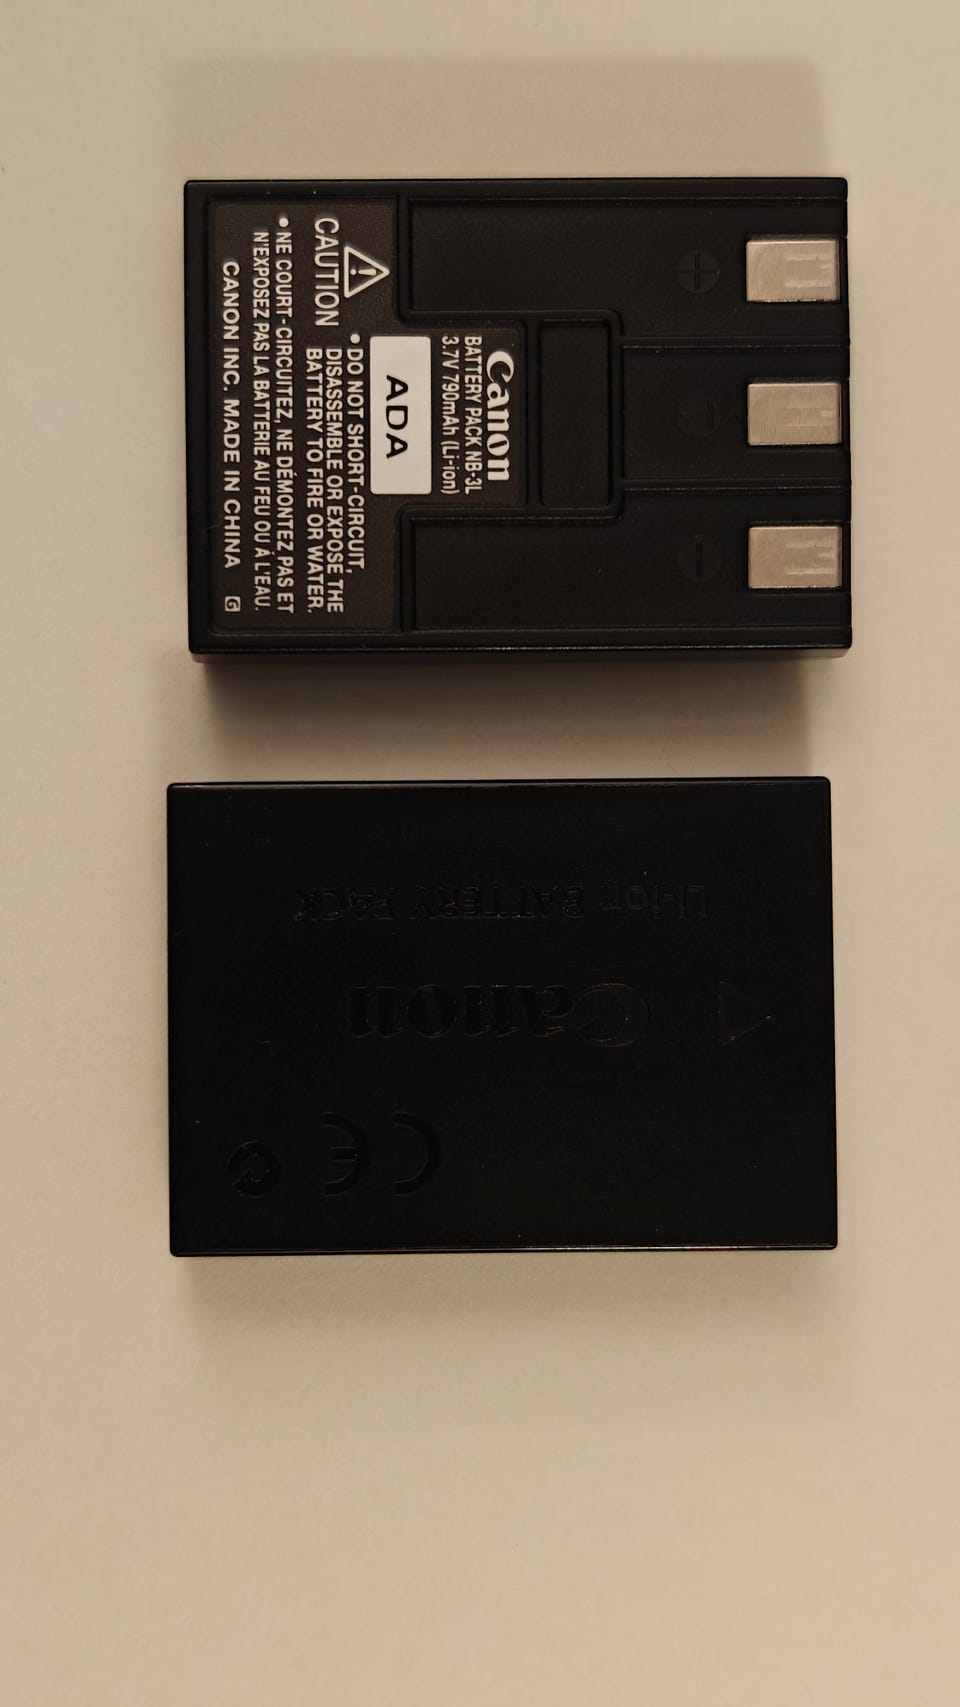 Canon
BATTERY PACK NB-3L
3.7V 790mAh (Li-ion)
ADA
CAUTION
• DO NOT SHORT-CIRCUIT,
DISASSEMBLE OR EXPOSE THE
BATTERY TO FIRE OR WATER.
• NE COURT-CIRCUITEZ, NE DÉMONTEZ PAS ET
N'EXPOSEZ PAS LA BATTERIE AU FEU OU À L'EAU.
CANON INC. MADE IN CHINA G
Li-ion BATTERY PACK
Canon
CE